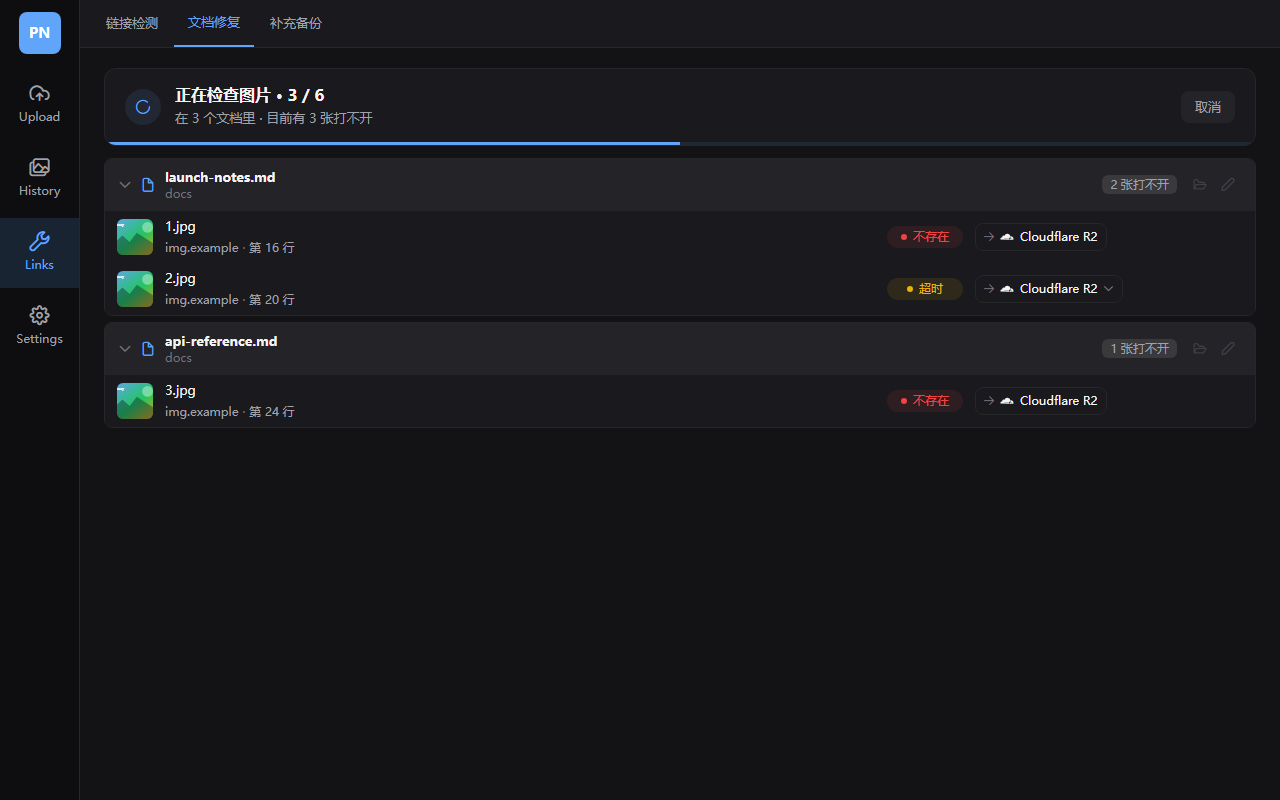 PN
Upload
History
Links
Settings
链接检测
文档修复
补充备份
正在检查图片 • 3 / 6
在 3 个文档里 · 目前有 3 张打不开
取消
launch-notes.md
docs
2 张打不开
1.jpg
img.example · 第 16 行
不存在
→ Cloudflare R2
2.jpg
img.example · 第 20 行
超时
→ Cloudflare R2
api-reference.md
docs
1 张打不开
3.jpg
img.example · 第 24 行
不存在
→ Cloudflare R2